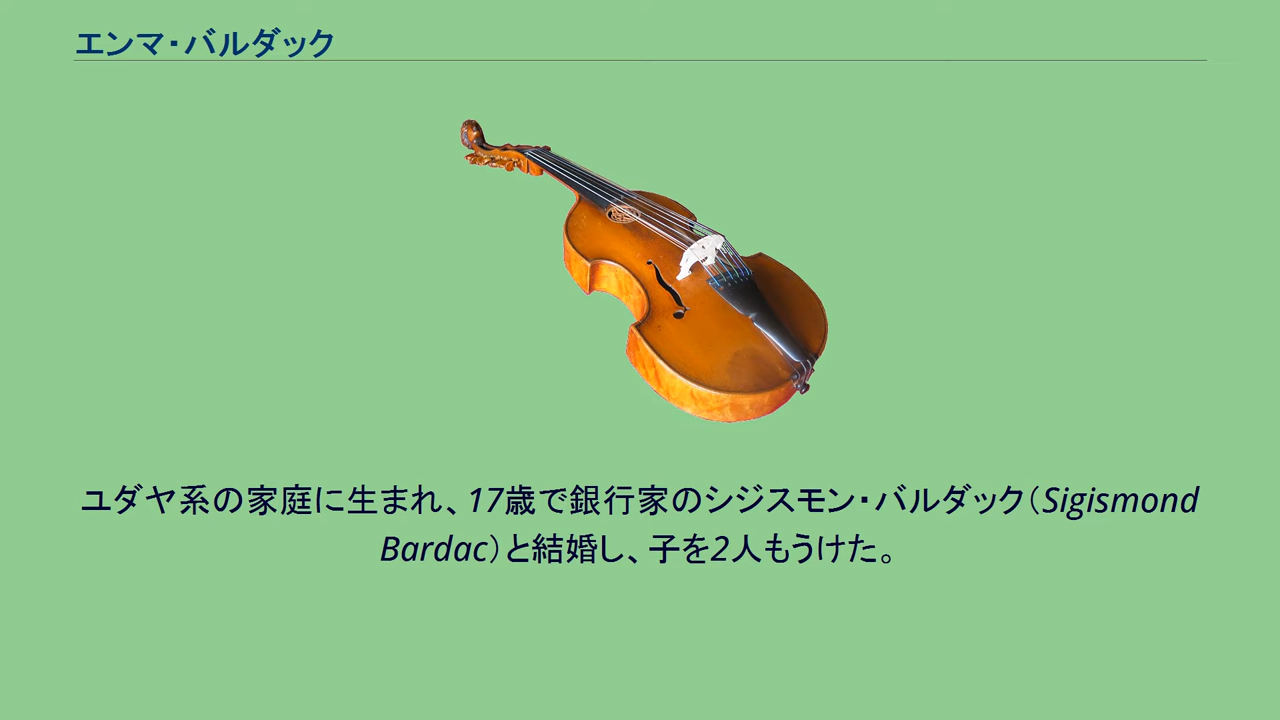 エンマ・バルダック
ユダヤ系の家庭に生まれ、17歳で銀行家のシジスモン・バルダック（Sigismond
Bardac）と結婚し、子を2人もうけた。